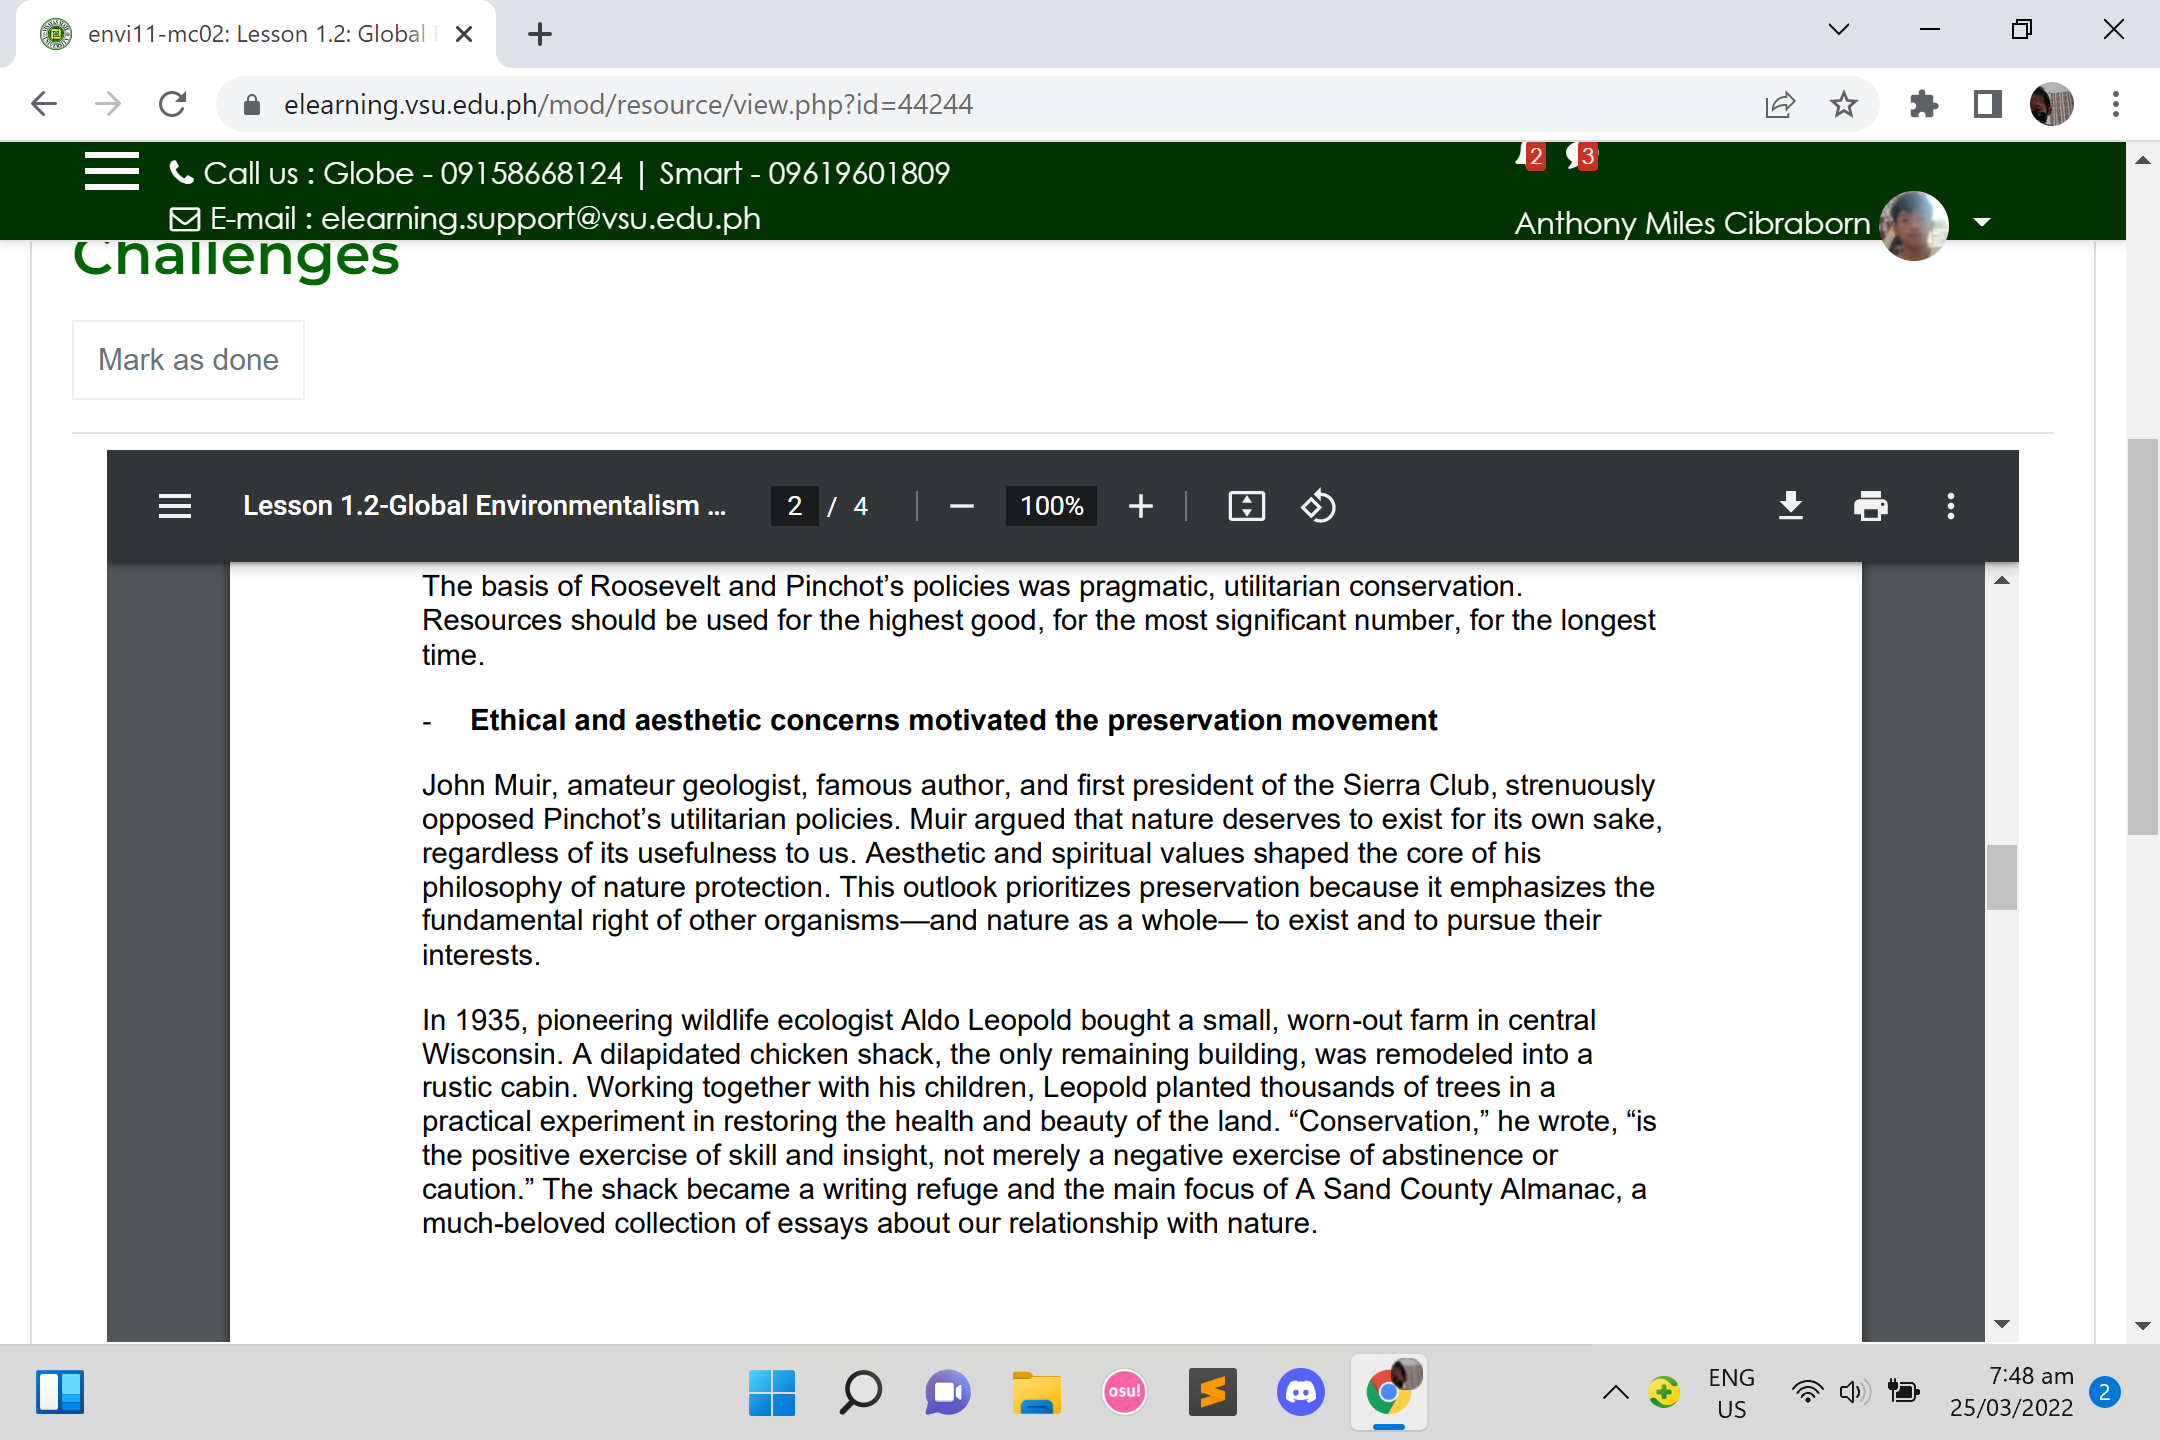 envi11-mc02: Lesson 1.2: Global
elearning.vsu.edu.ph/mod/resource/view.php?id=44244
Call us : Globe - 09158668124 | Smart - 09619601809
2 3
E-mail : elearning.support@vsu.edu.ph
Anthony Miles Cibraborn
Challenges
Mark as done
Lesson 1.2-Global Environmentalism ...
2 / 4
100%
The basis of Roosevelt and Pinchot’s policies was pragmatic, utilitarian conservation.
Resources should be used for the highest good, for the most significant number, for the longest
time.
- Ethical and aesthetic concerns motivated the preservation movement
John Muir, amateur geologist, famous author, and first president of the Sierra Club, strenuously
opposed Pinchot’s utilitarian policies. Muir argued that nature deserves to exist for its own sake,
regardless of its usefulness to us. Aesthetic and spiritual values shaped the core of his
philosophy of nature protection. This outlook prioritizes preservation because it emphasizes the
fundamental right of other organisms—and nature as a whole— to exist and to pursue their
interests.
In 1935, pioneering wildlife ecologist Aldo Leopold bought a small, worn-out farm in central
Wisconsin. A dilapidated chicken shack, the only remaining building, was remodeled into a
rustic cabin. Working together with his children, Leopold planted thousands of trees in a
practical experiment in restoring the health and beauty of the land. “Conservation,” he wrote, “is
the positive exercise of skill and insight, not merely a negative exercise of abstinence or
caution.” The shack became a writing refuge and the main focus of A Sand County Almanac, a
much-beloved collection of essays about our relationship with nature.
osu!
ENG
US
7:48 am
25/03/2022
2